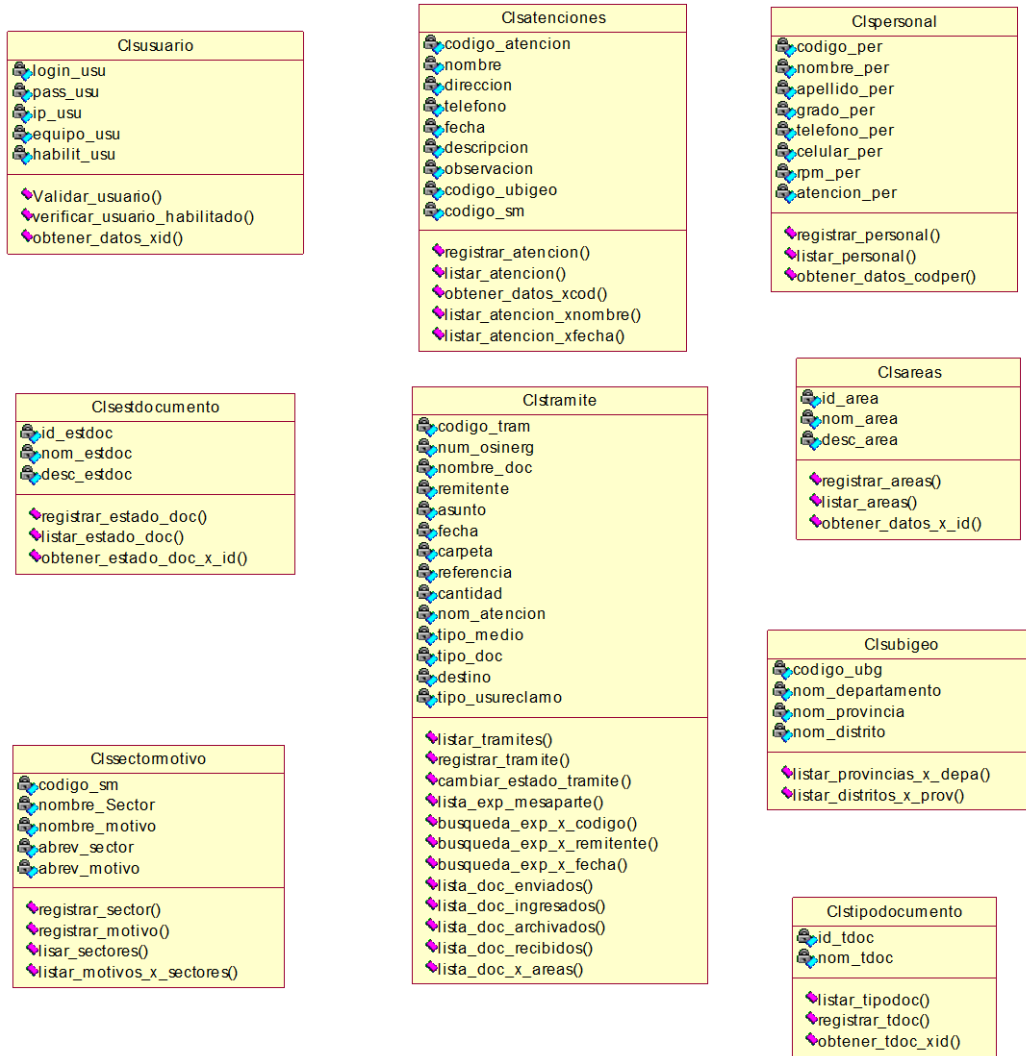 Clsusuario
login_usu
pass_usu
ip_usu
equipo_usu
habilit_usu
Validar_usuario()
verificar_usuario_habilitado()
obtener_datos_xid()
Clsatenciones
codigo_atencion
nombre
direccion
telefono
fecha
descripcion
observacion
codigo_ubigeo
codigo_sm
registrar_atencion()
listar_atencion()
obtener_datos_xcod()
listar_atencion_xnombre()
listar_atencion_xfecha()
Clspersonal
codigo_per
nombre_per
apellido_per
grado_per
telefono_per
celular_per
rpm_per
atencion_per
registrar_personal()
listar_personal()
obtener_datos_codper()
Clsestdocumento
id_estdoc
nom_estdoc
desc_estdoc
registrar_estado_doc()
listar_estado_doc()
obtener_estado_doc_x_id()
Clstramite
codigo_tram
num_osinerg
nombre_doc
remitente
asunto
fecha
carpeta
referencia
cantidad
nom_atencion
tipo_medio
tipo_doc
destino
tipo_usureclamo
listar_tramites()
registrar_tramite()
cambiar_estado_tramite()
lista_exp_mesaparte()
busqueda_exp_x_codigo()
busqueda_exp_x_remitente()
busqueda_exp_x_fecha()
lista_doc_enviados()
lista_doc_ingresados()
lista_doc_archivados()
lista_doc_recibidos()
lista_doc_x_areas()
Clsareas
id_area
nom_area
desc_area
registrar_areas()
listar_areas()
obtener_datos_x_id()
Clsubigeo
codigo_ubg
nom_departamento
nom_provincia
nom_distrito
listar_provincias_x_depa()
listar_distritos_x_prov()
Clssectormotivo
codigo_sm
nombre_Sector
nombre_motivo
abrev_sector
abrev_motivo
registrar_sector()
registrar_motivo()
lisar_sectores()
listar_motivos_x_sectores()
Clstipodocumento
id_tdoc
nom_tdoc
listar_tipodoc()
registrar_tdoc()
obtener_tdoc_xid()